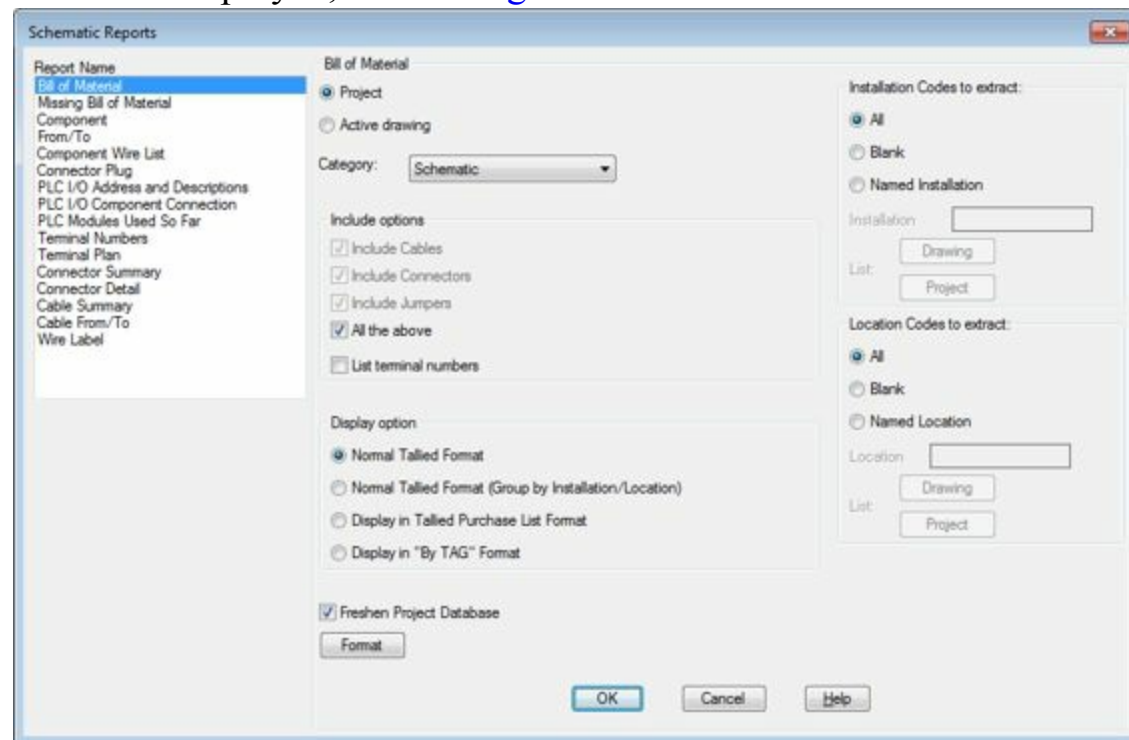 Schematic Reports
Report Name
Bill of Material
Missing Bill of Material
Component
From/To
Component Wire List
Connector Plug
PLC I/O Address and Descriptions
PLC I/O Component Connection
PLC Modules Used So Far
Terminal Numbers
Terminal Plan
Connector Summary
Connector Detail
Cable Summary
Cable From/To
Wire Label
Bill of Material
Project
Active drawing
Category: Schematic
Include options
Include Cables
Include Connectors
Include Jumpers
All the above
List terminal numbers
Display option
Normal Tallied Format
Normal Tallied Format (Group by Installation/Location)
Display in Tallied Purchase List Format
Display in "By TAG" Format
Freshen Project Database
Format
Installation Codes to extract:
All
Blank
Named Installation
Installation
Drawing
List:
Project
Location Codes to extract:
All
Blank
Named Location
Location
Drawing
List:
Project
OK Cancel Help